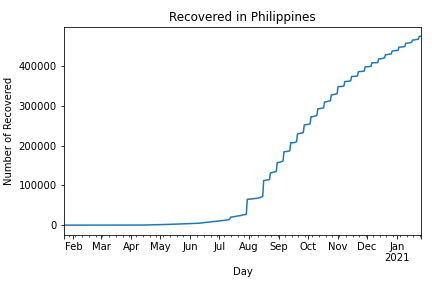 Recovered in Philippines
Number of Recovered
400000
300000
200000
100000
0
Feb Mar Apr May Jun Jul Aug Sep Oct Nov Dec Jan
2021
Day